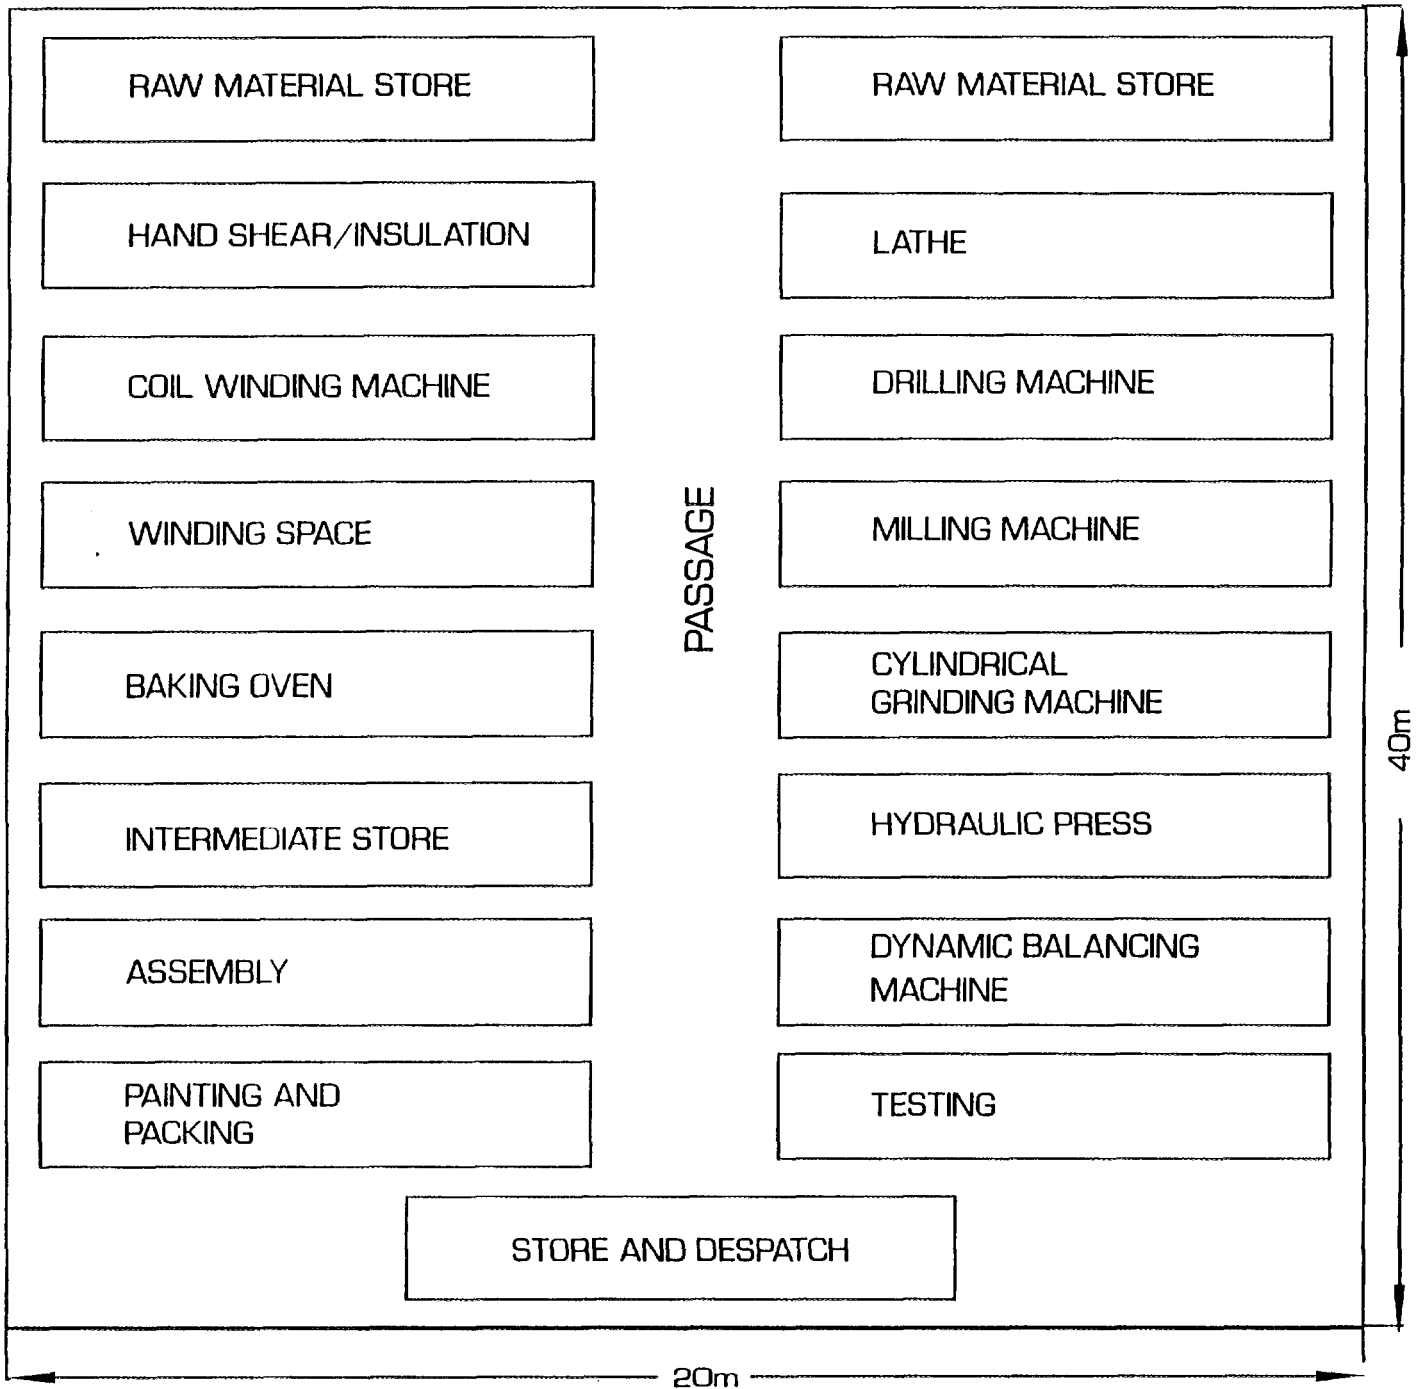 RAW MATERIAL STORE
HAND SHEAR/INSULATION
COIL WINDING MACHINE
WINDING SPACE
BAKING OVEN
INTERMEDIATE STORE
ASSEMBLY
PAINTING AND
PACKING
PASSAGE
RAW MATERIAL STORE
LATHE
DRILLING MACHINE
MILLING MACHINE
CYLINDRICAL
GRINDING MACHINE
HYDRAULIC PRESS
DYNAMIC BALANCING
MACHINE
TESTING
STORE AND DESPATCH
40m
20m